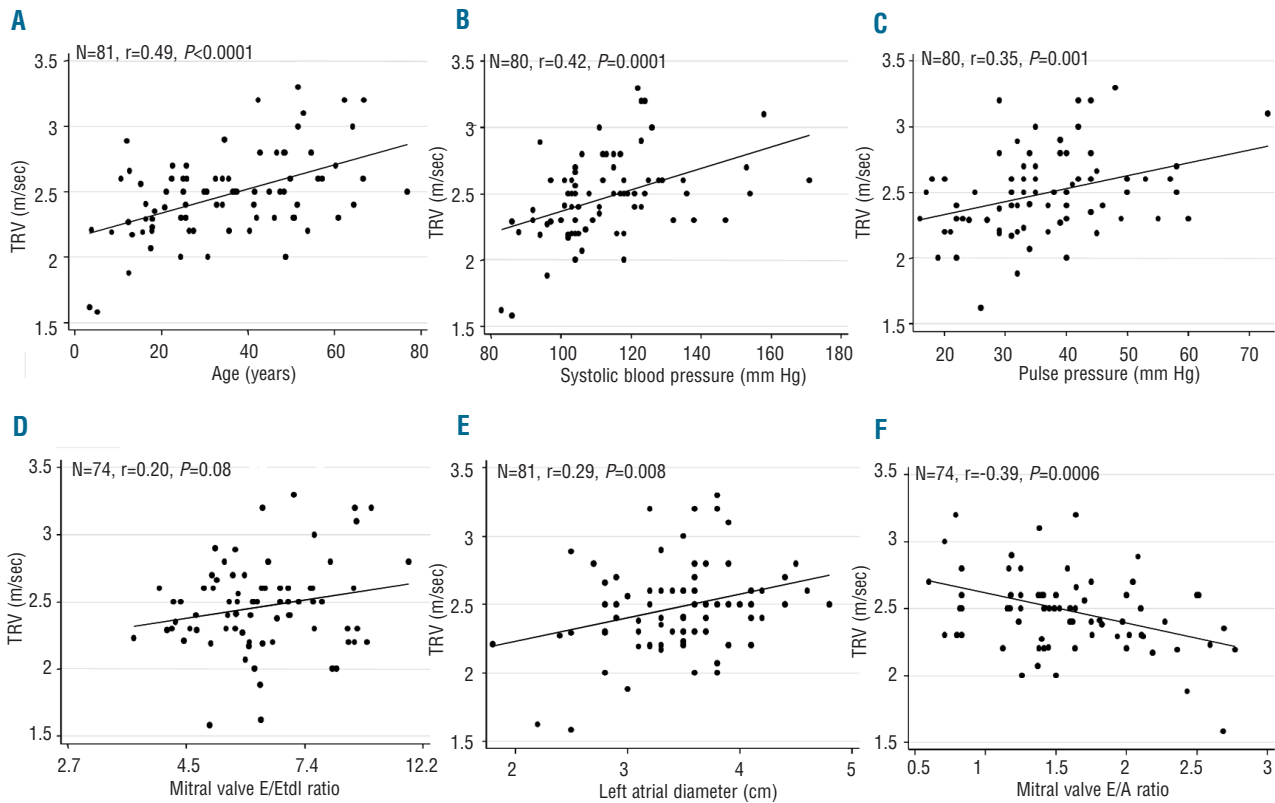 A
N=81, r=0.49, P<0.0001
3.5
3
2.5
2
1.5
TRV (m/sec)
0 20 40 60 80
Age (years)
B
N=80, r=0.42, P=0.0001
3.5
3
2.5
2
1.5
TRV (m/sec)
80 100 120 140 160 180
Systolic blood pressure (mm Hg)
C
N=80, r=0.35, P=0.001
3.5
3
2.5
2
1.5
TRV (m/sec)
20 30 40 50 60 70
Pulse pressure (mm Hg)
D
N=74, r=0.20, P=0.08
3.5
3
2.5
2
1.5
TRV (m/sec)
2.7 4.5 7.4 12.2
Mitral valve E/Etdl ratio
E
N=81, r=0.29, P=0.008
3.5
3
2.5
2
1.5
TRV (m/sec)
2 3 4 5
Left atrial diameter (cm)
F
N=74, r=-0.39, P=0.0006
3.5
3
2.5
2
1.5
TRV (m/sec)
0.5 1 1.5 2 2.5 3
Mitral valve E/A ratio